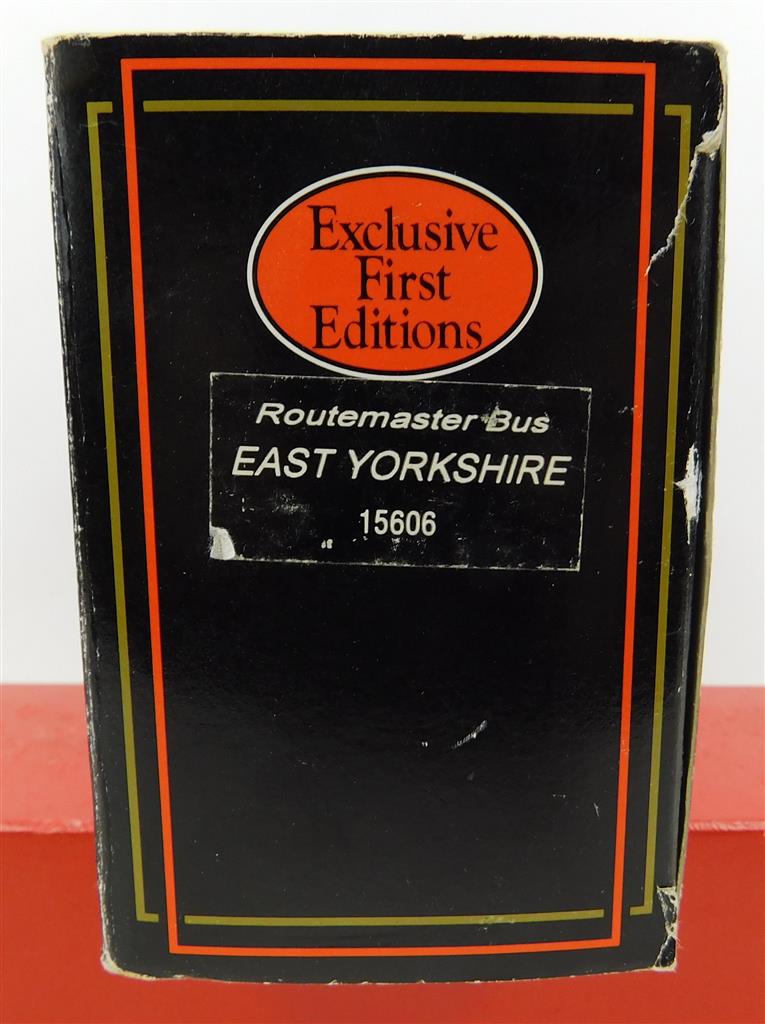 Exclusive
First
Editions
Routemaster Bus
EAST YORKSHIRE
15606